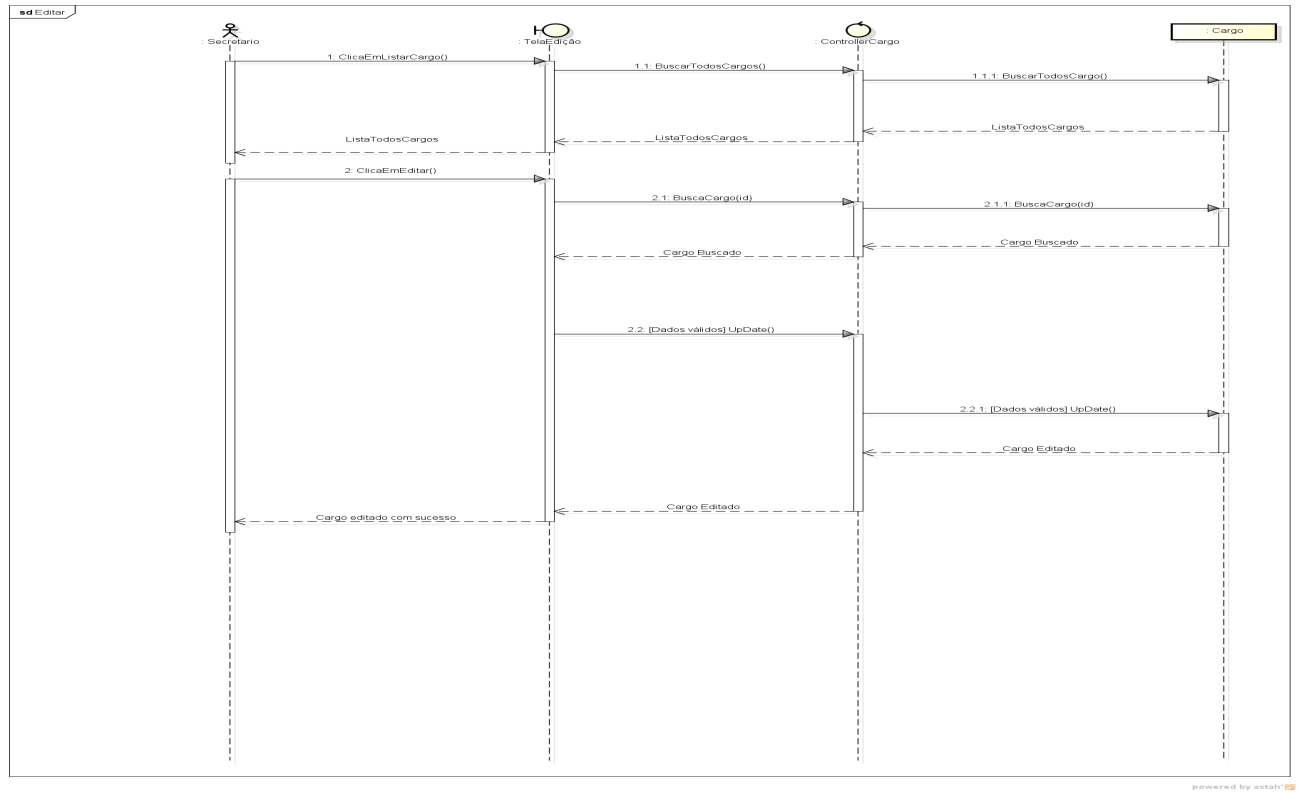 sd Editar
: Secretario
: TelaEdição
: ControllerCargo
: Cargo
1: ClicaEmListarCargo()
1.1: BuscarTodosCargos()
1.1.1: BuscarTodosCargo()
ListaTodosCargos
ListaTodosCargos
ListaTodosCargos
2: ClicaEmEditar()
2.1: BuscaCargo(id)
2.1.1: BuscaCargo(id)
Cargo Buscado
Cargo Buscado
2.2: [Dados válidos] UpDate()
2.2.1: [Dados válidos] UpDate()
Cargo Editado
Cargo Editado
Cargo editado com sucesso
powered by astah*